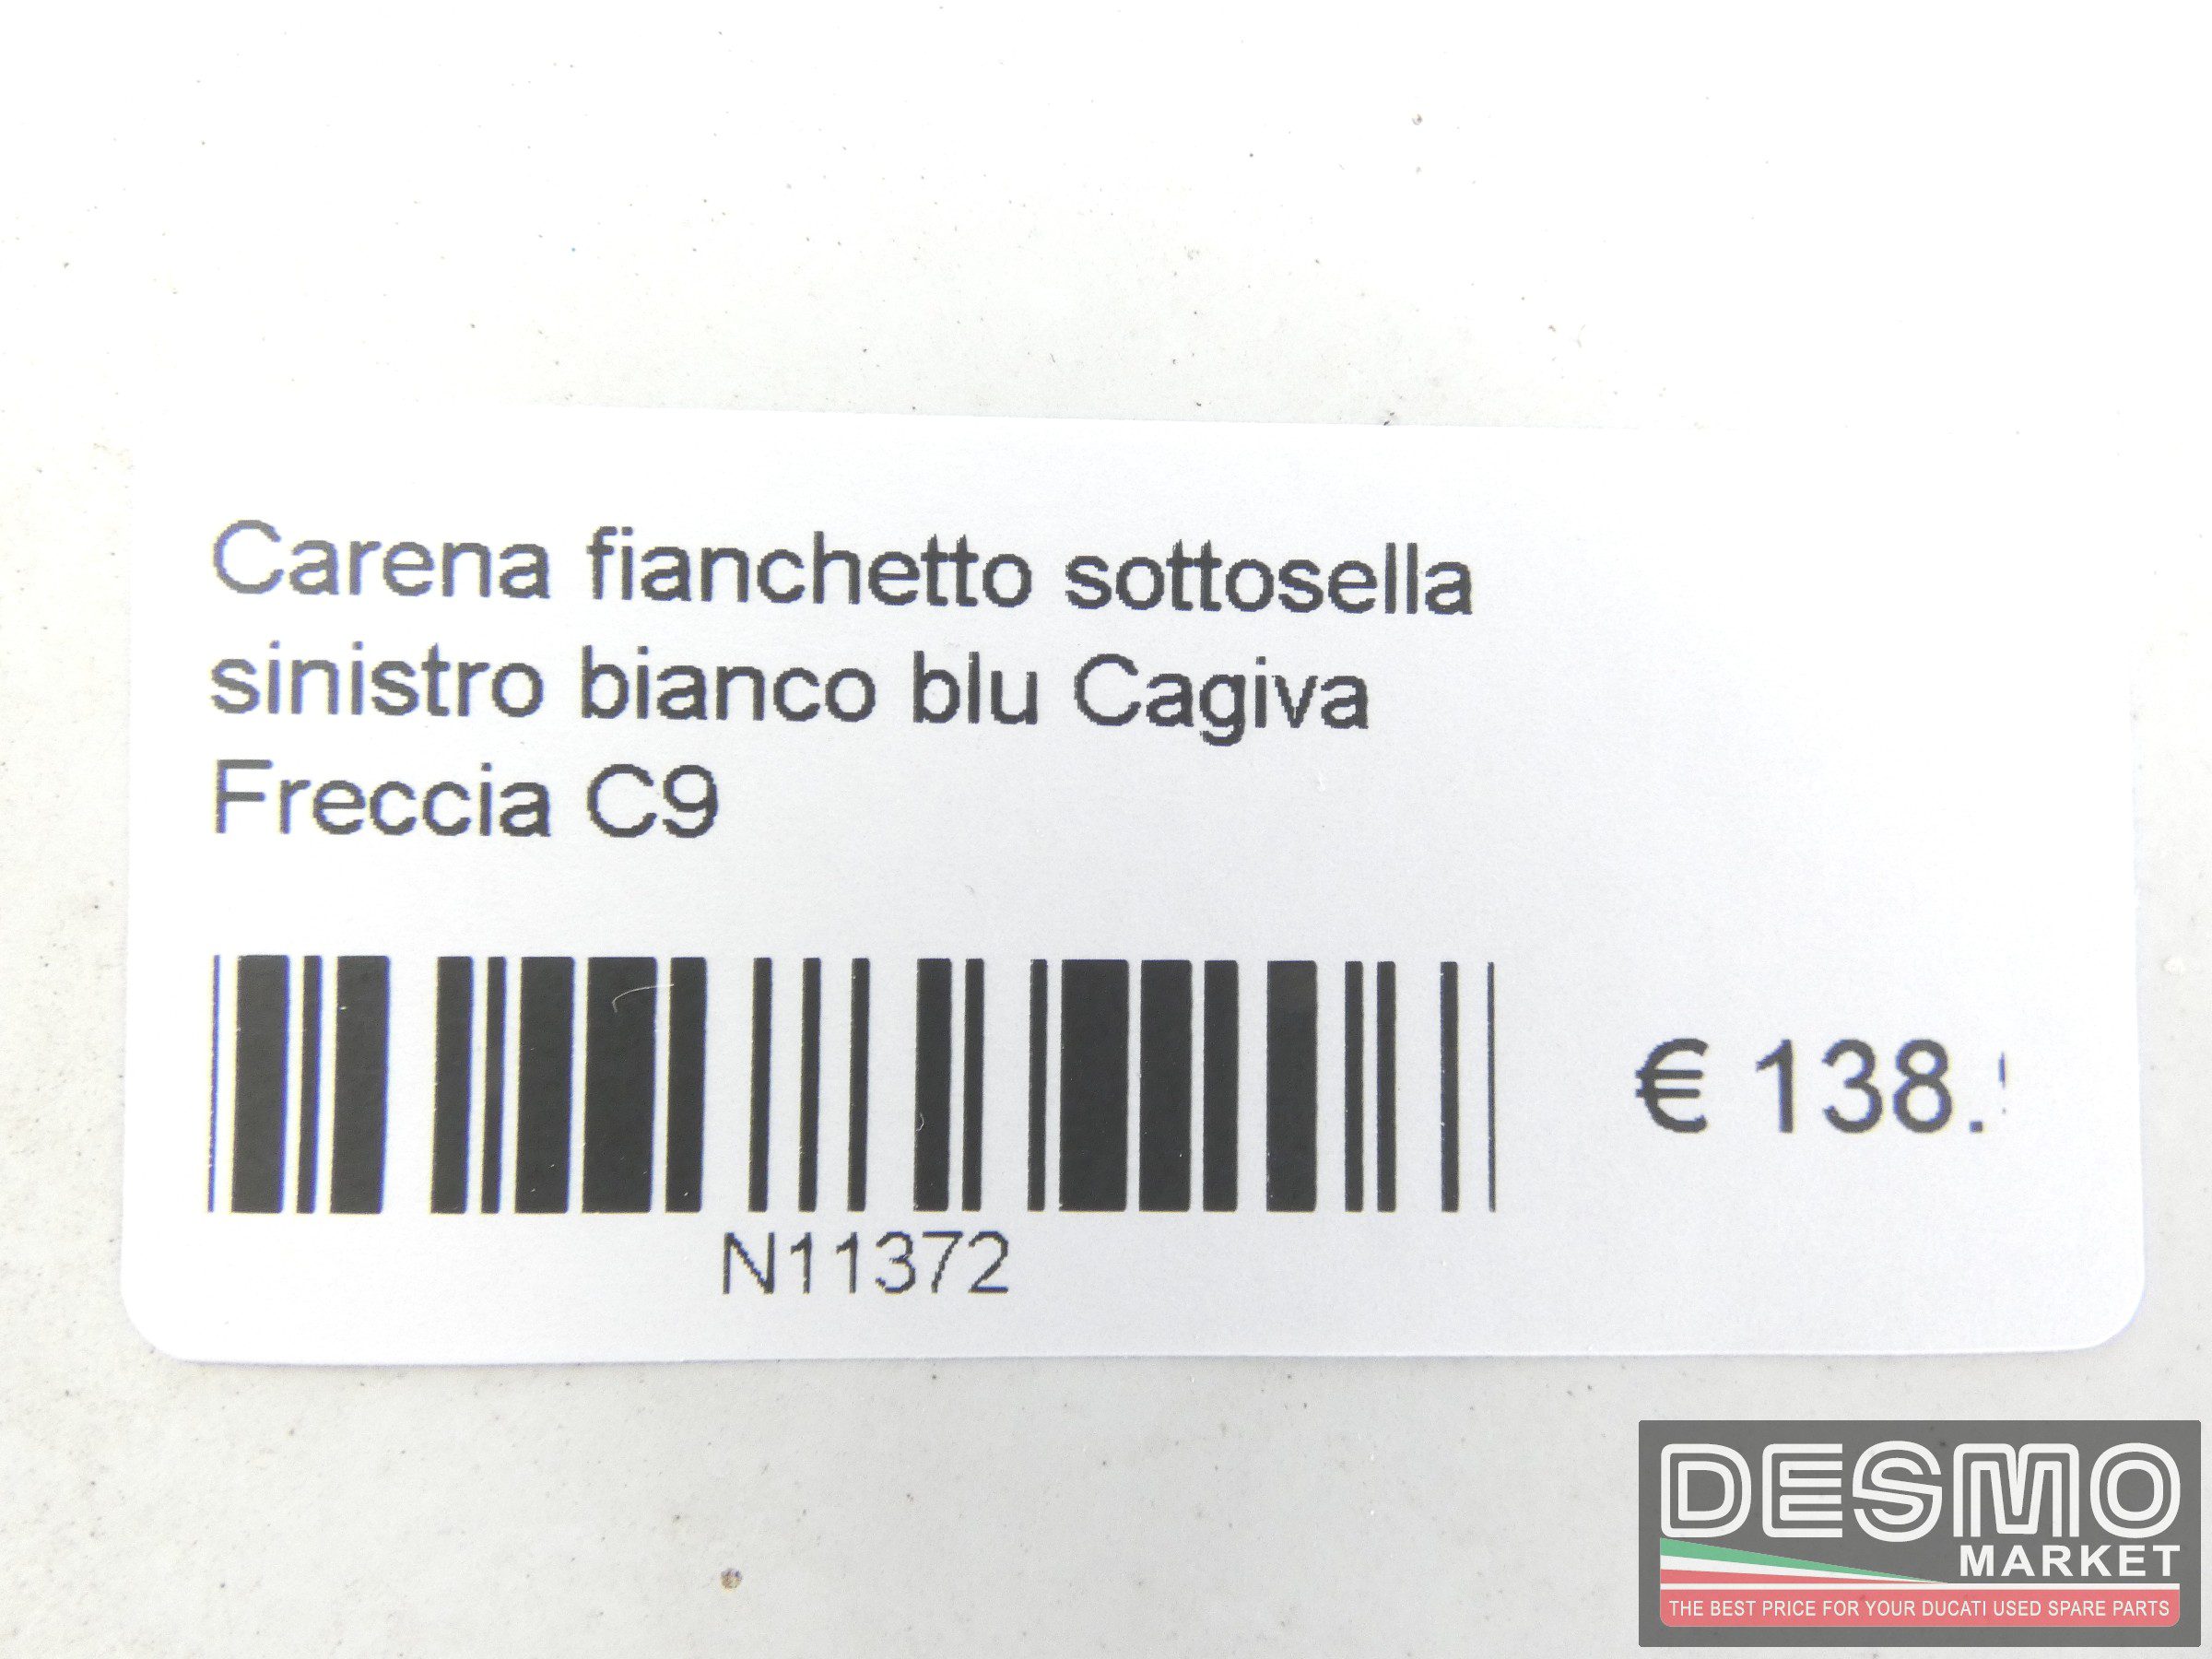 Carena fianchetto sottosella
sinistro bianco blu Cagiva
Freccia C9
€ 138.
N11372
DESMO
MARKET
THE BEST PRICE FOR YOUR DUCATI USED SPARE PARTS